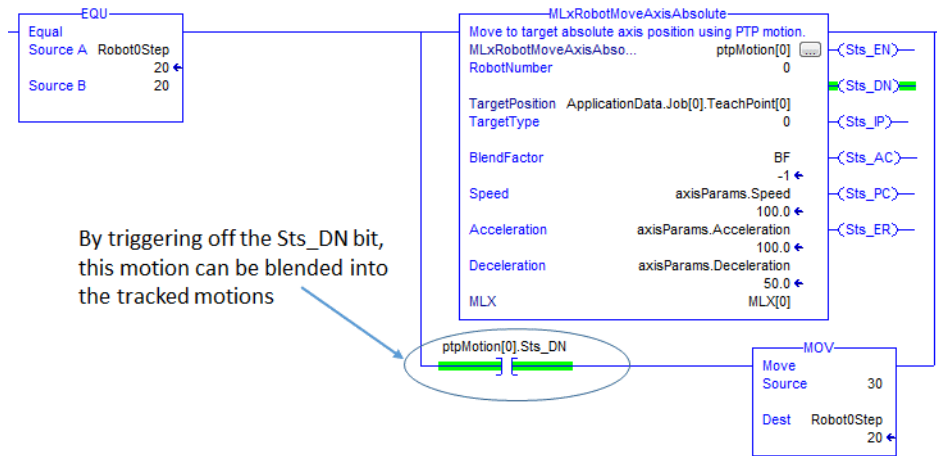 EQU
Equal
Source A Robot0Step
20
Source B 20
MLxRobotMoveAxisAbsolute
Move to target absolute axis position using PTP motion.
MLxRobotMoveAxisAbso... ptpMotion[0] ...
RobotNumber 0
TargetPosition ApplicationData.Job[0].TeachPoint[0]
TargetType 0
BlendFactor BF
-1
Speed axisParams.Speed
100.0
Acceleration axisParams.Acceleration
100.0
Deceleration axisParams.Deceleration
50.0
MLX MLX[0]
(Sts_EN)
(Sts_DN)
(Sts_IP)
(Sts_AC)
(Sts_PC)
(Sts_ER)
By triggering off the Sts_DN bit,
this motion can be blended into
the tracked motions
ptpMotion[0].Sts_DN
MOV
Move
Source 30
Dest Robot0Step
20